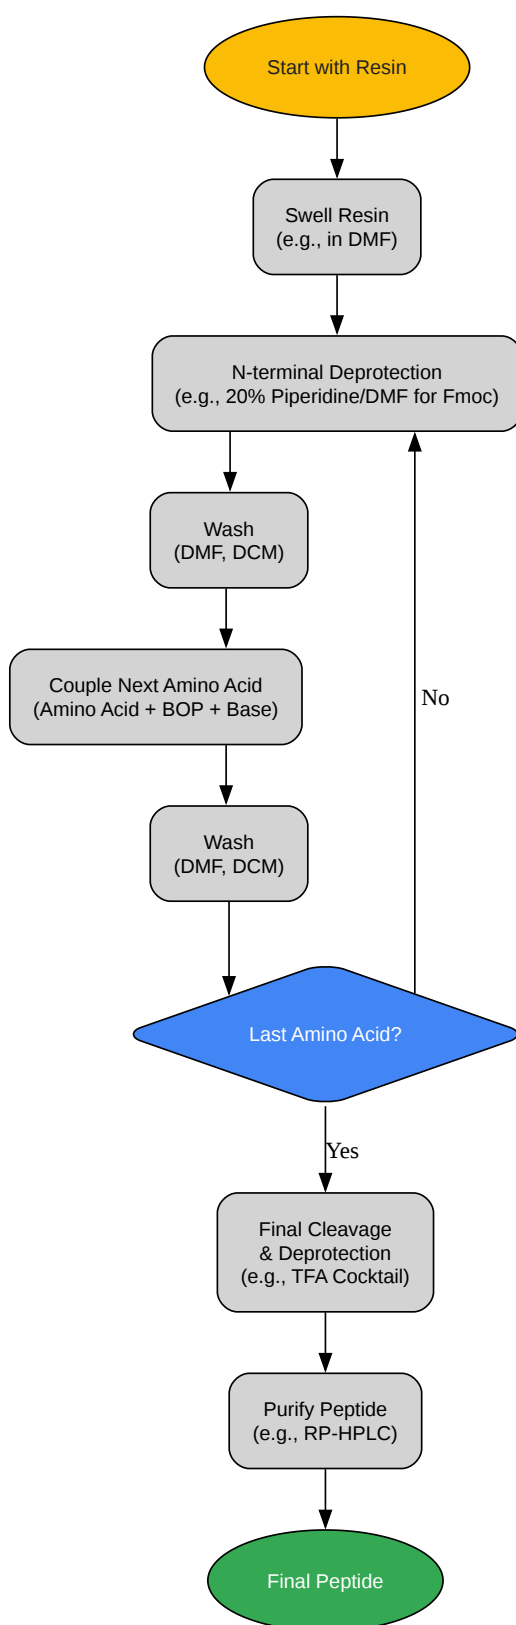 Start with Resin
Swell Resin
(e.g., in DMF)
N-terminal Deprotection
(e.g., 20% Piperidine/DMF for Fmoc)
Wash
(DMF, DCM)
Couple Next Amino Acid
(Amino Acid + BOP + Base)
No
Wash
(DMF, DCM)
Last Amino Acid?
Yes
Final Cleavage
& Deprotection
(e.g., TFA Cocktail)
Purify Peptide
(e.g., RP-HPLC)
Final Peptide